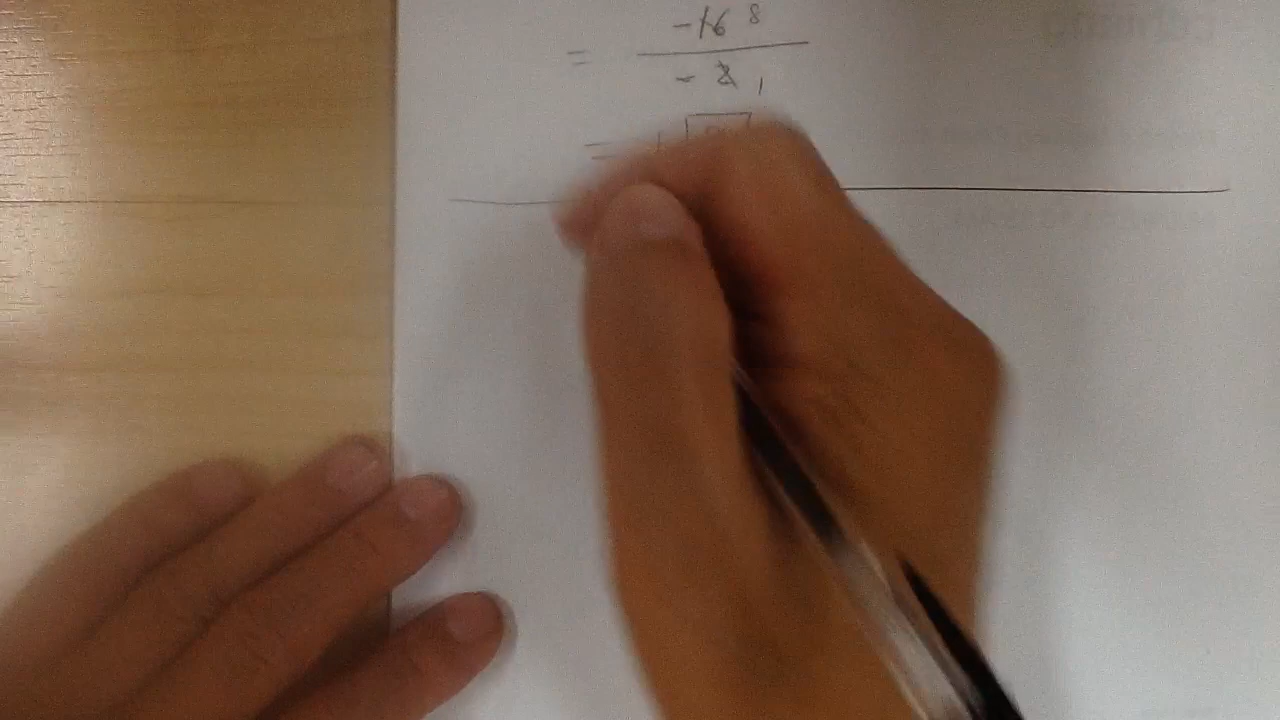 -16 8
=
-2 1
=